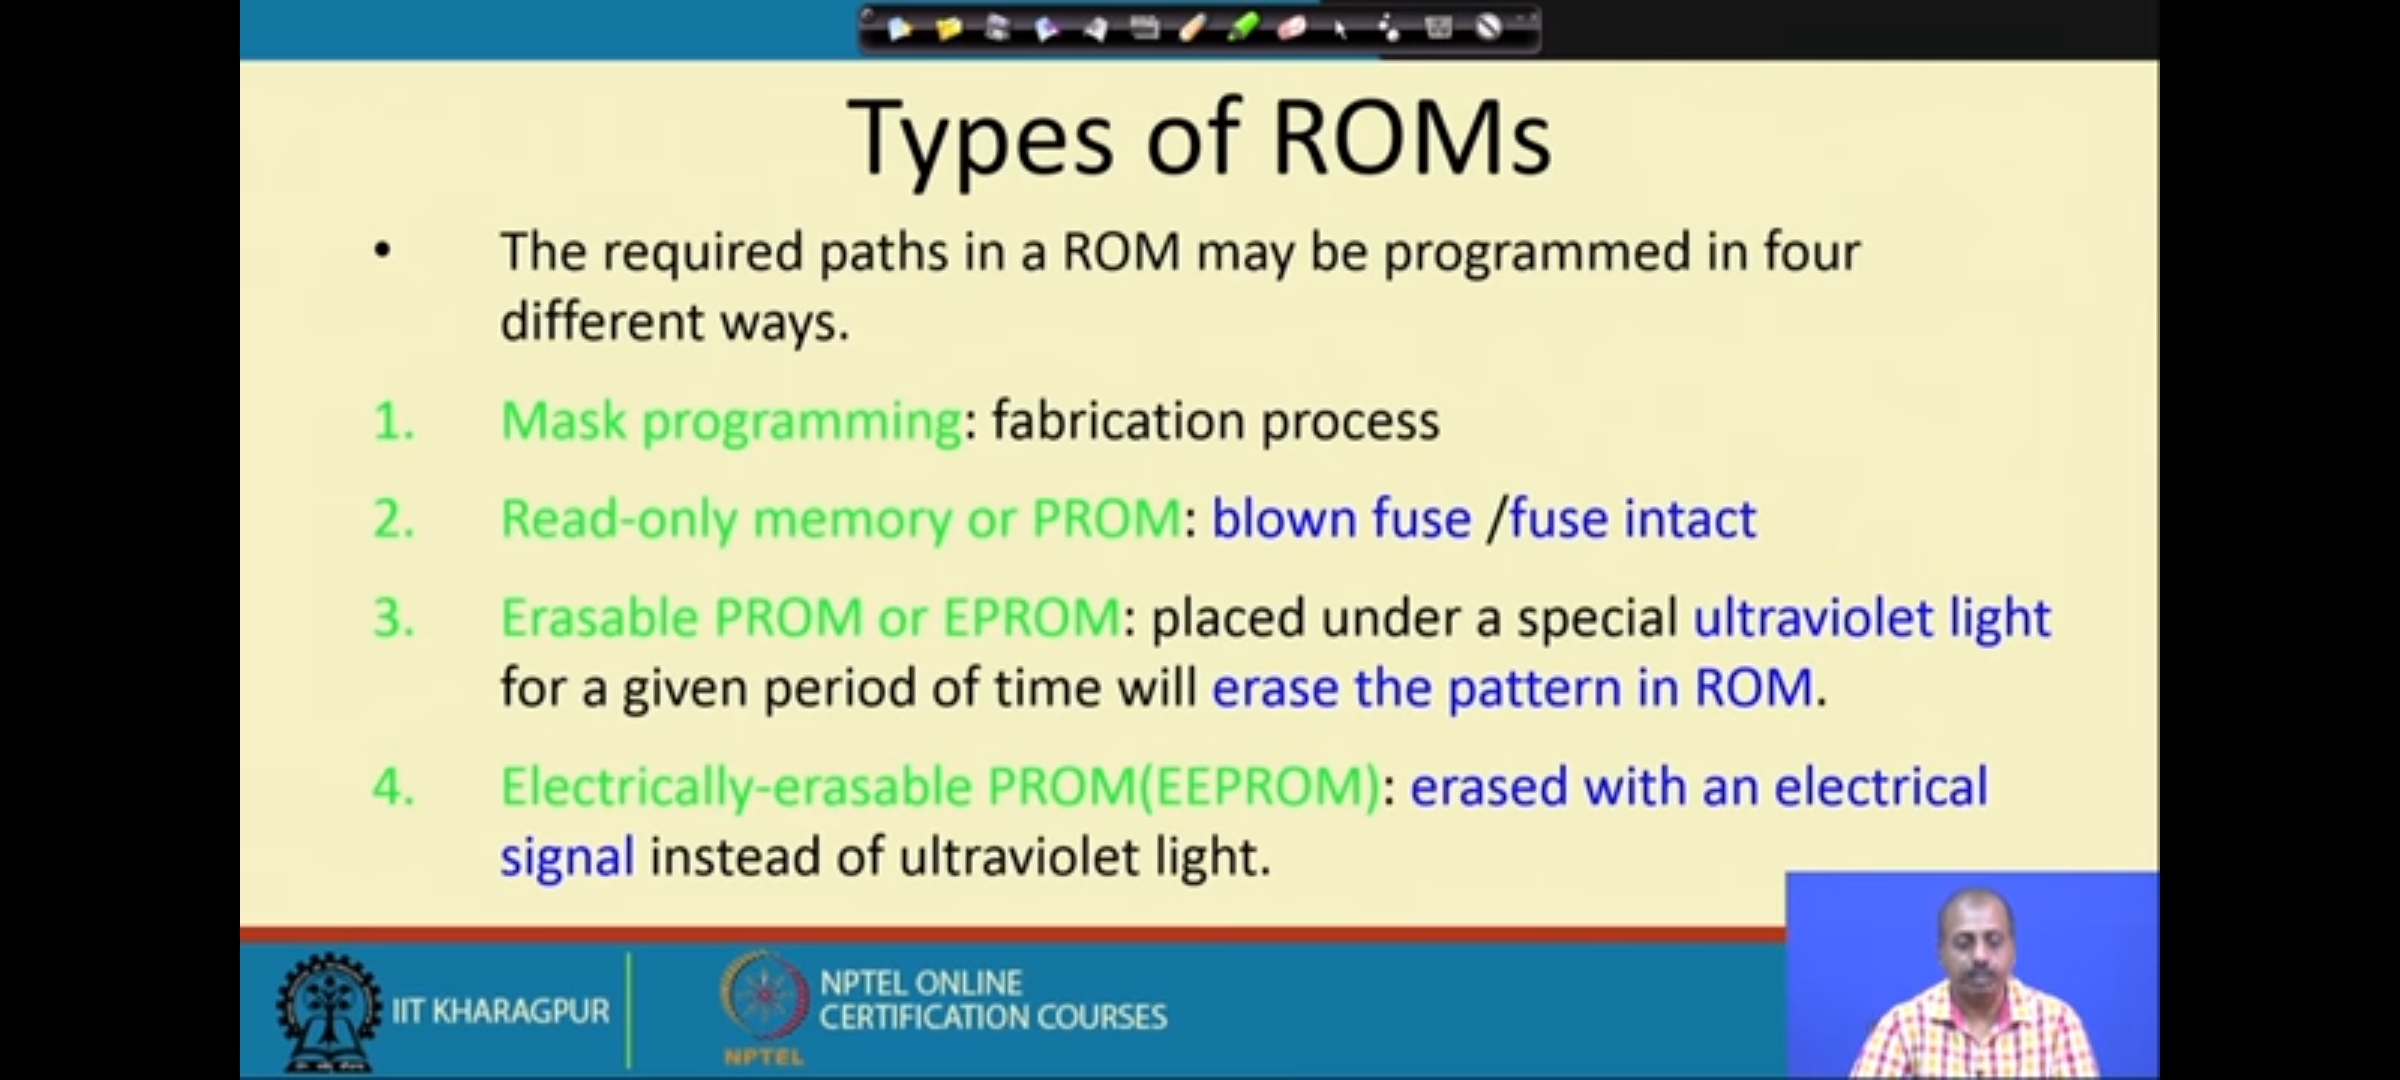 Types of ROMs
• The required paths in a ROM may be programmed in four
different ways.
1. Mask programming: fabrication process
2. Read-only memory or PROM: blown fuse /fuse intact
3. Erasable PROM or EPROM: placed under a special ultraviolet light
for a given period of time will erase the pattern in ROM.
4. Electrically-erasable PROM(EEPROM): erased with an electrical
signal instead of ultraviolet light.
IIT KHARAGPUR
NPTEL ONLINE
CERTIFICATION COURSES
NPTEL